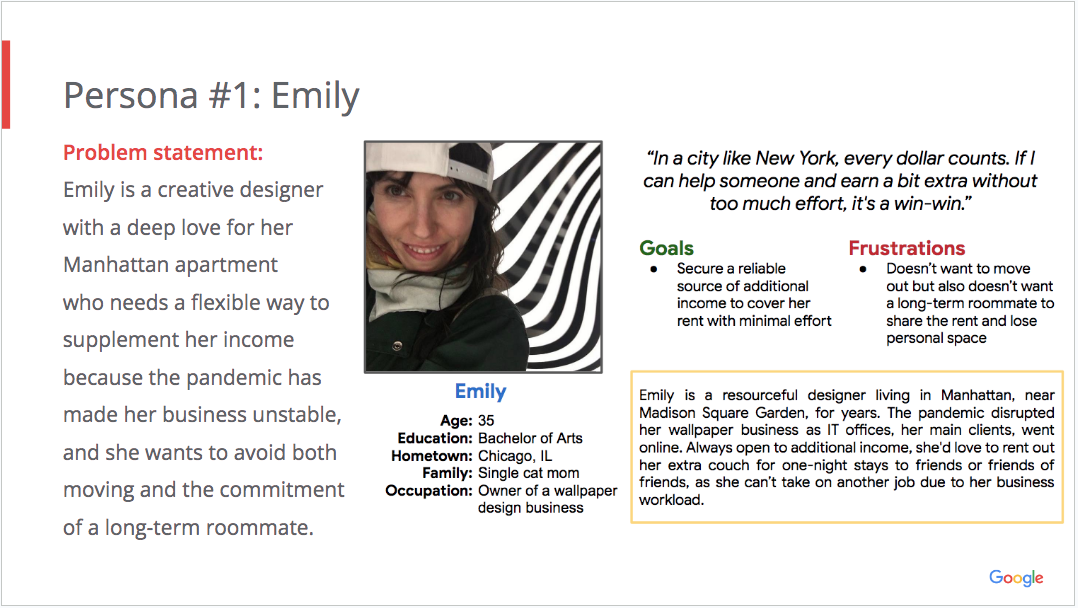 Persona #1: Emily
Problem statement:
Emily is a creative designer
with a deep love for her
Manhattan apartment
who needs a flexible way to
supplement her income
because the pandemic has
made her business unstable,
and she wants to avoid both
moving and the commitment
of a long-term roommate.
Emily
Age: 35
Education: Bachelor of Arts
Hometown: Chicago, IL
Family: Single cat mom
Occupation: Owner of a wallpaper
design business
“In a city like New York, every dollar counts. If I
can help someone and earn a bit extra without
too much effort, it's a win-win.”
Goals
● Secure a reliable
source of additional
income to cover her
rent with minimal effort
Frustrations
● Doesn’t want to move
out but also doesn’t want
a long-term roommate to
share the rent and lose
personal space
Emily is a resourceful designer living in Manhattan, near
Madison Square Garden, for years. The pandemic disrupted
her wallpaper business as IT offices, her main clients, went
online. Always open to additional income, she'd love to rent out
her extra couch for one-night stays to friends or friends of
friends, as she can’t take on another job due to her business
workload.
Google